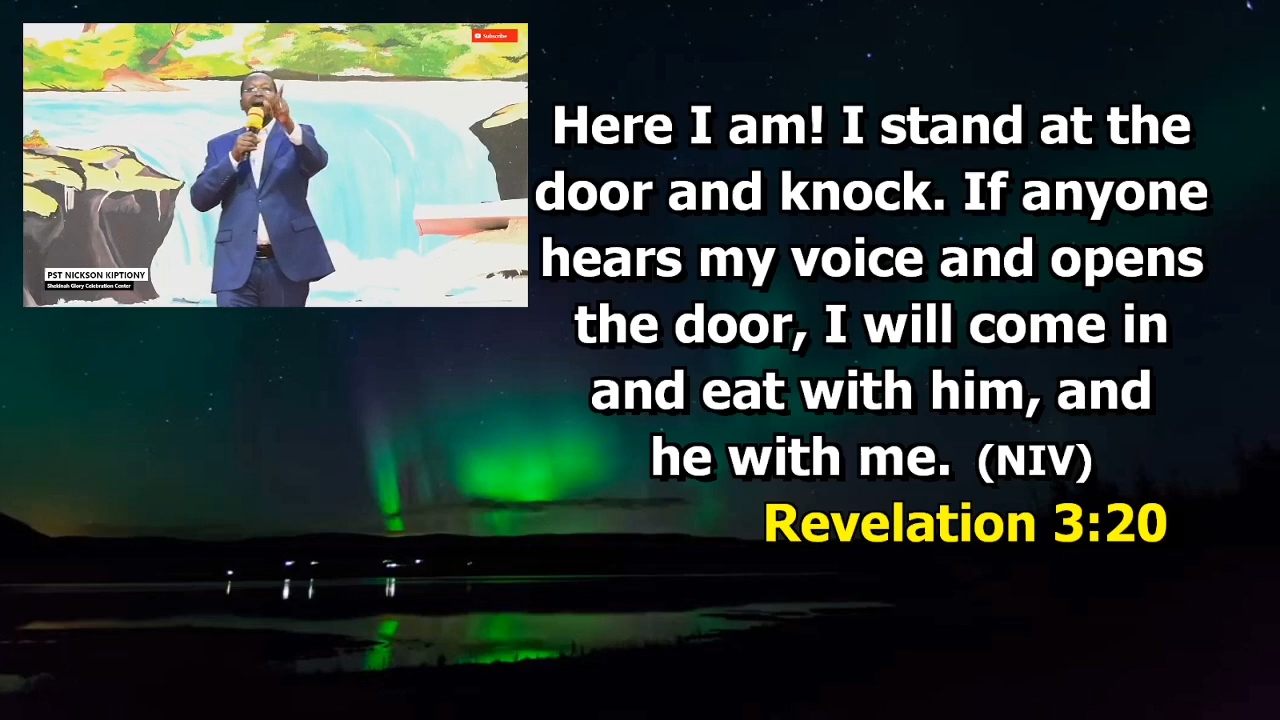 Subscribe
PST NICKSON KIPTIONY
Shekinah Glory Celebration Center
Here I am! I stand at the
door and knock. If anyone
hears my voice and opens
the door, I will come in
and eat with him, and
he with me. (NIV)
Revelation 3:20